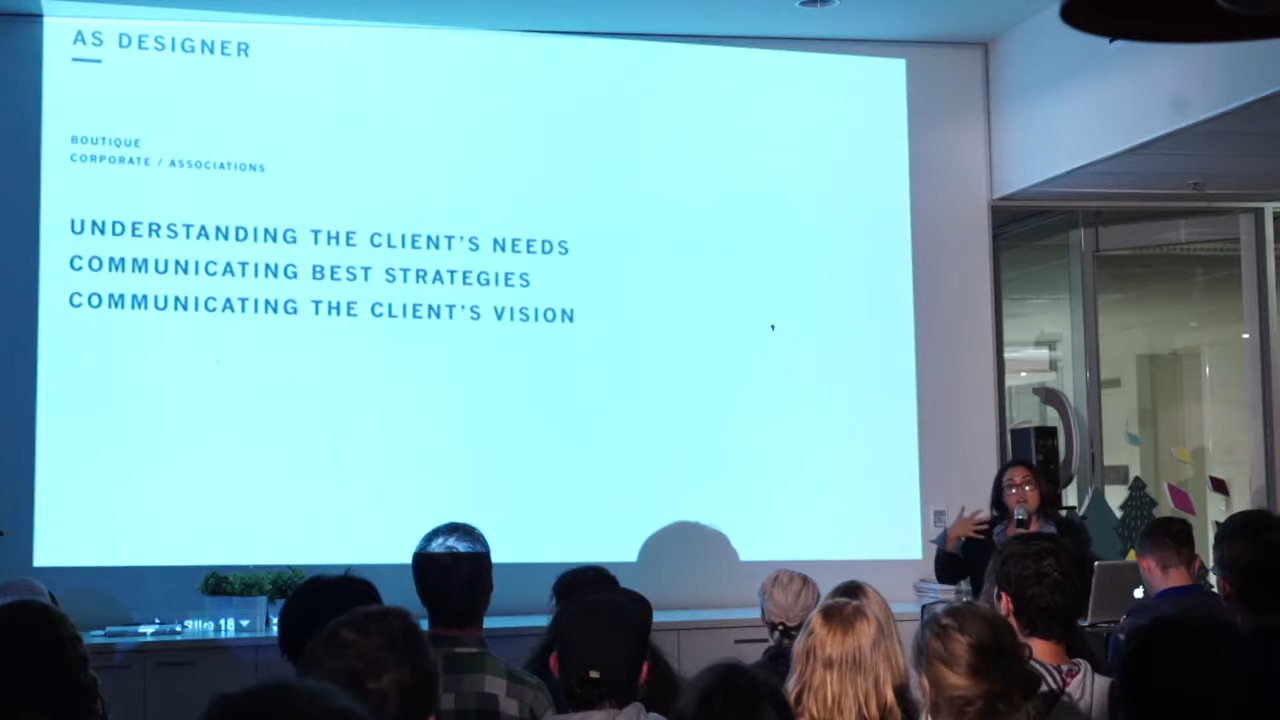 AS DESIGNER
BOUTIQUE
CORPORATE / ASSOCIATIONS
UNDERSTANDING THE CLIENT'S NEEDS
COMMUNICATING BEST STRATEGIES
COMMUNICATING THE CLIENT'S VISION